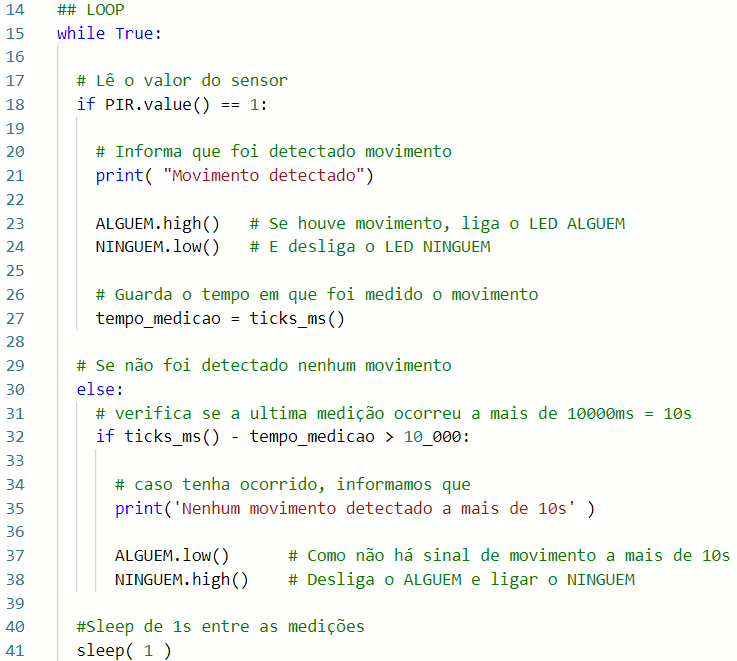 14 ## LOOP
15 while True:
16
17 # Lê o valor do sensor
18 if PIR.value() == 1:
19
20 # Informa que foi detectado movimento
21 print( "Movimento detectado")
22
23 ALGUEM.high() # Se houve movimento, liga o LED ALGUEM
24 NINGUEM.low() # E desliga o LED NINGUEM
25
26 # Guarda o tempo em que foi medido o movimento
27 tempo_medicao = ticks_ms()
28
29 # Se não foi detectado nenhum movimento
30 else:
31 # verifica se a ultima medição ocorreu a mais de 10000ms = 10s
32 if ticks_ms() - tempo_medicao > 10_000:
33
34 # caso tenha ocorrido, informamos que
35 print('Nenhum movimento detectado a mais de 10s' )
36
37 ALGUEM.low() # Como não há sinal de movimento a mais de 10s
38 NINGUEM.high() # Desliga o ALGUEM e ligar o NINGUEM
39
40 #Sleep de 1s entre as medições
41 sleep( 1 )